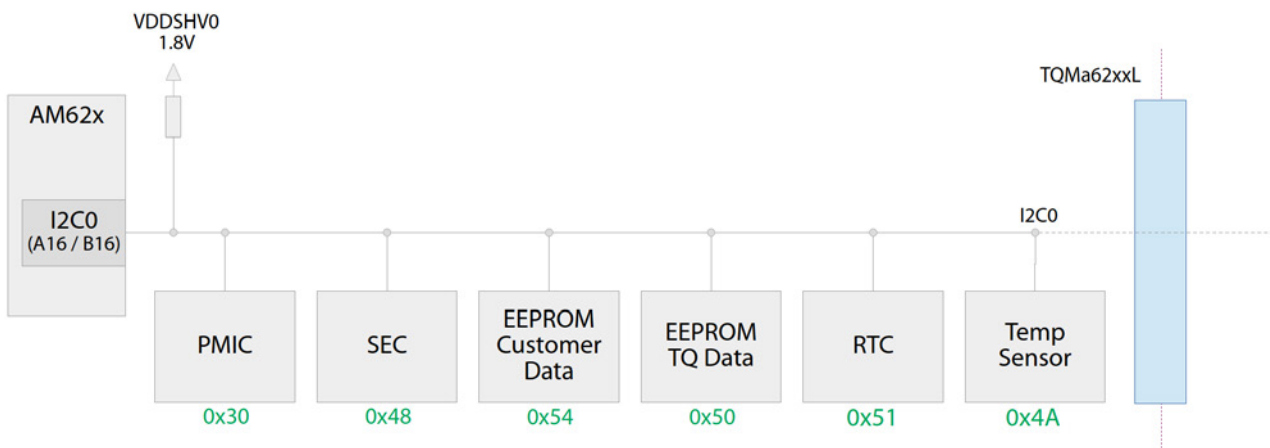 VDDSHV0
1.8V
TQMa62xxL
AM62x
I2C0
(A16 / B16)
I2C0
PMIC
SEC
EEPROM
Customer
Data
EEPROM
TQ Data
RTC
Temp
Sensor
0x30
0x48
0x54
0x50
0x51
0x4A